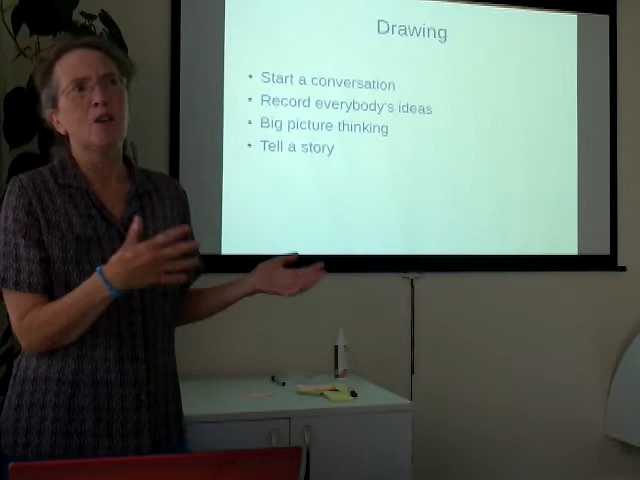 Drawing
• Start a conversation
• Record everybody's ideas
• Big picture thinking
• Tell a story